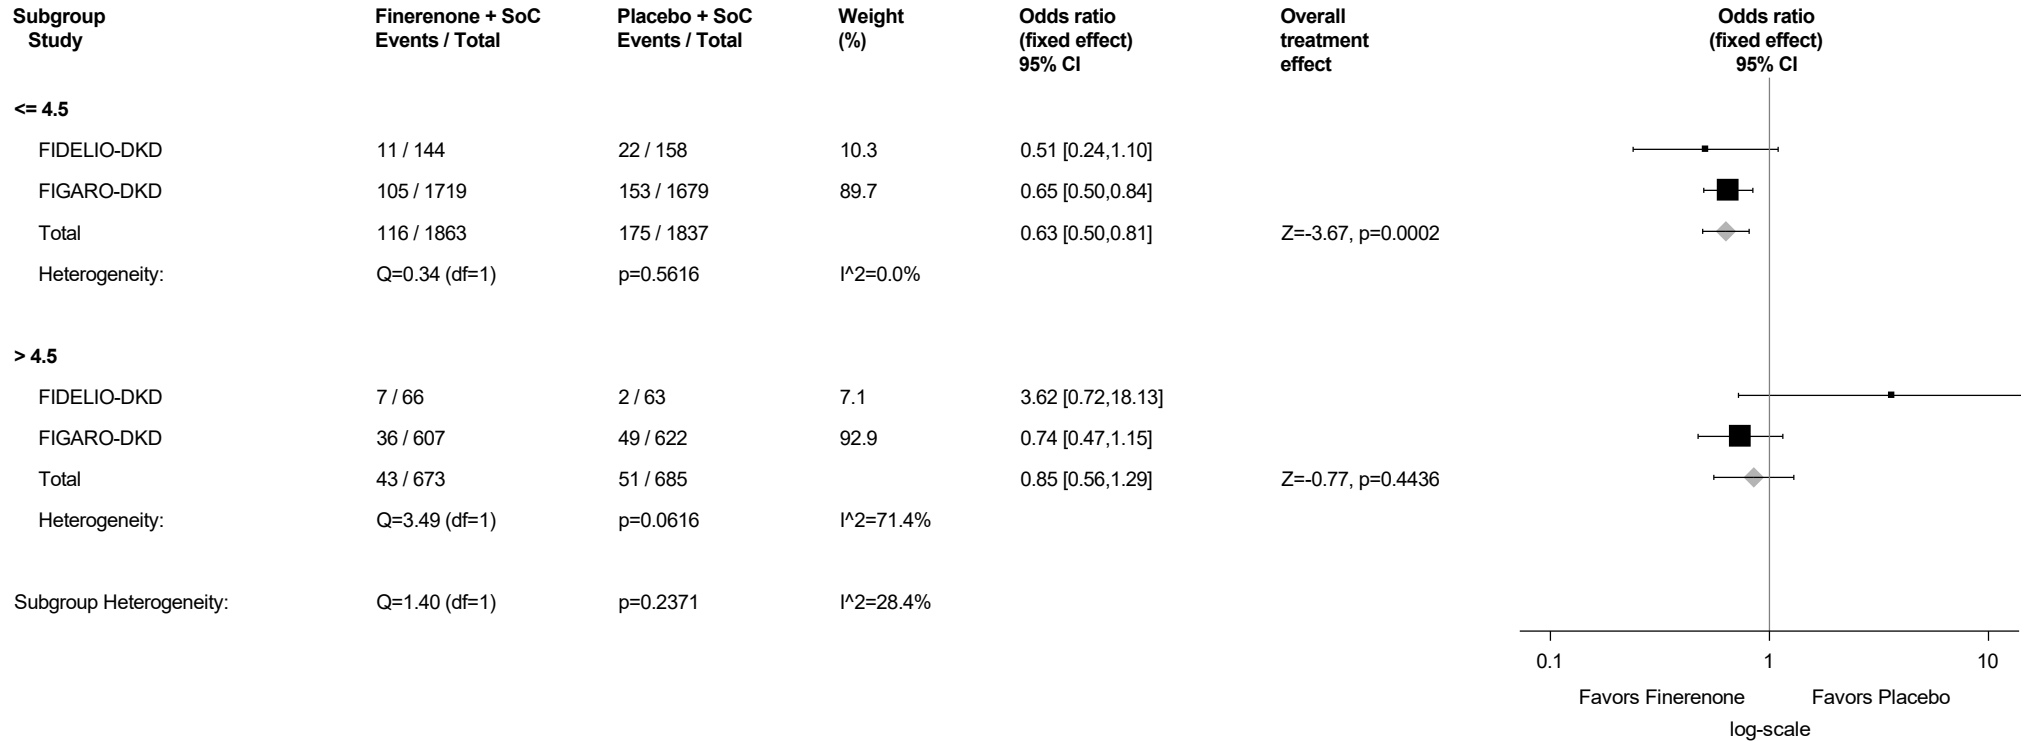 Subgroup Finerenone + SoC Placebo + SoC Weight Odds ratio Overall Odds ratio
Study Events / Total Events / Total (%) (fixed effect) treatment (fixed effect)
95% CI effect 95% CI
<= 4.5
FIDELIO-DKD 11 / 144 22 / 158 10.3 0.51 [0.24,1.10]
FIGARO-DKD 105 / 1719 153 / 1679 89.7 0.65 [0.50,0.84]
Total 116 / 1863 175 / 1837 0.63 [0.50,0.81] Z=-3.67, p=0.0002
Heterogeneity: Q=0.34 (df=1) p=0.5616 I^2=0.0%
> 4.5
FIDELIO-DKD 7 / 66 2 / 63 7.1 3.62 [0.72,18.13]
FIGARO-DKD 36 / 607 49 / 622 92.9 0.74 [0.47,1.15]
Total 43 / 673 51 / 685 0.85 [0.56,1.29] Z=-0.77, p=0.4436
Heterogeneity: Q=3.49 (df=1) p=0.0616 I^2=71.4%
Subgroup Heterogeneity: Q=1.40 (df=1) p=0.2371 I^2=28.4%
0.1 1 10
Favors Finerenone Favors Placebo
log-scale